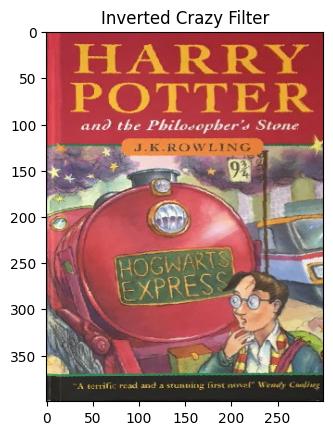 Inverted Crazy Filter
0
50
100
150
200
250
300
350
HARRY
POTTER
and the Philosopher's Stone
J.K.ROWLING
9¾
HOGWARTS
EXPRESS
"A terrific read and a stunning first novel" Wendy Cooling
0
50
100
150
200
250